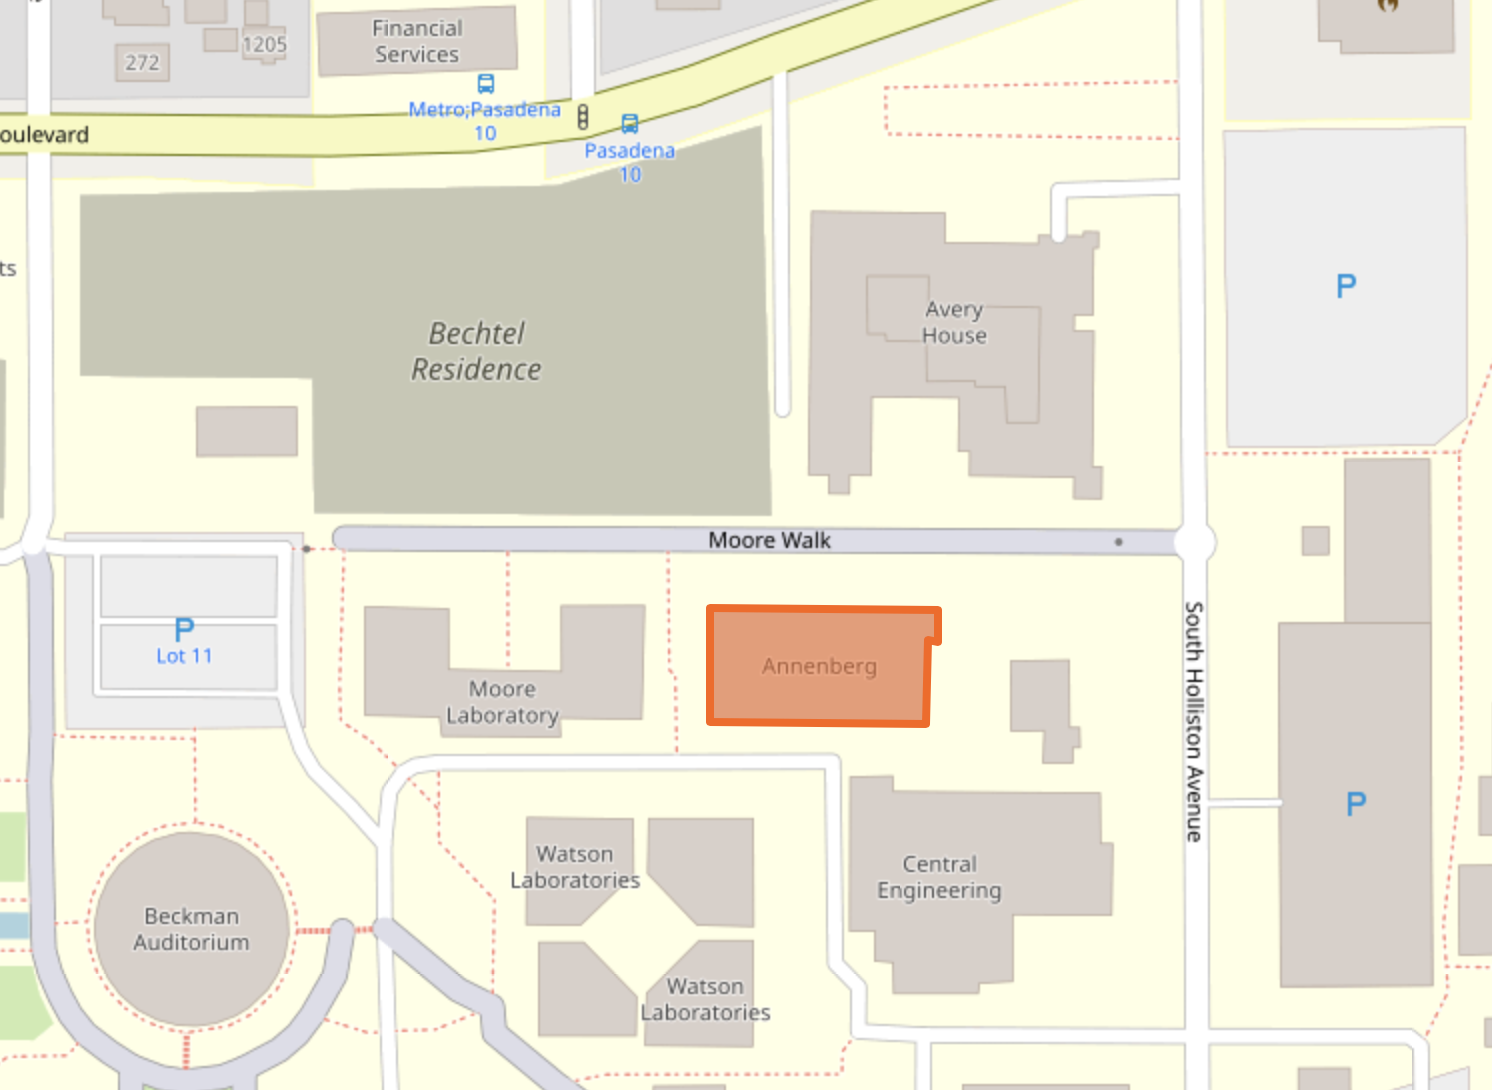 Financial
Services
1205
272
Metro;Pasadena
10
oulevard
Pasadena
10
ts
Bechtel
Residence
Avery
House
P
Moore Walk
P
Lot 11
Moore
Laboratory
Annenberg
South Holliston Avenue
P
Watson
Laboratories
Central
Engineering
Beckman
Auditorium
Watson
Laboratories